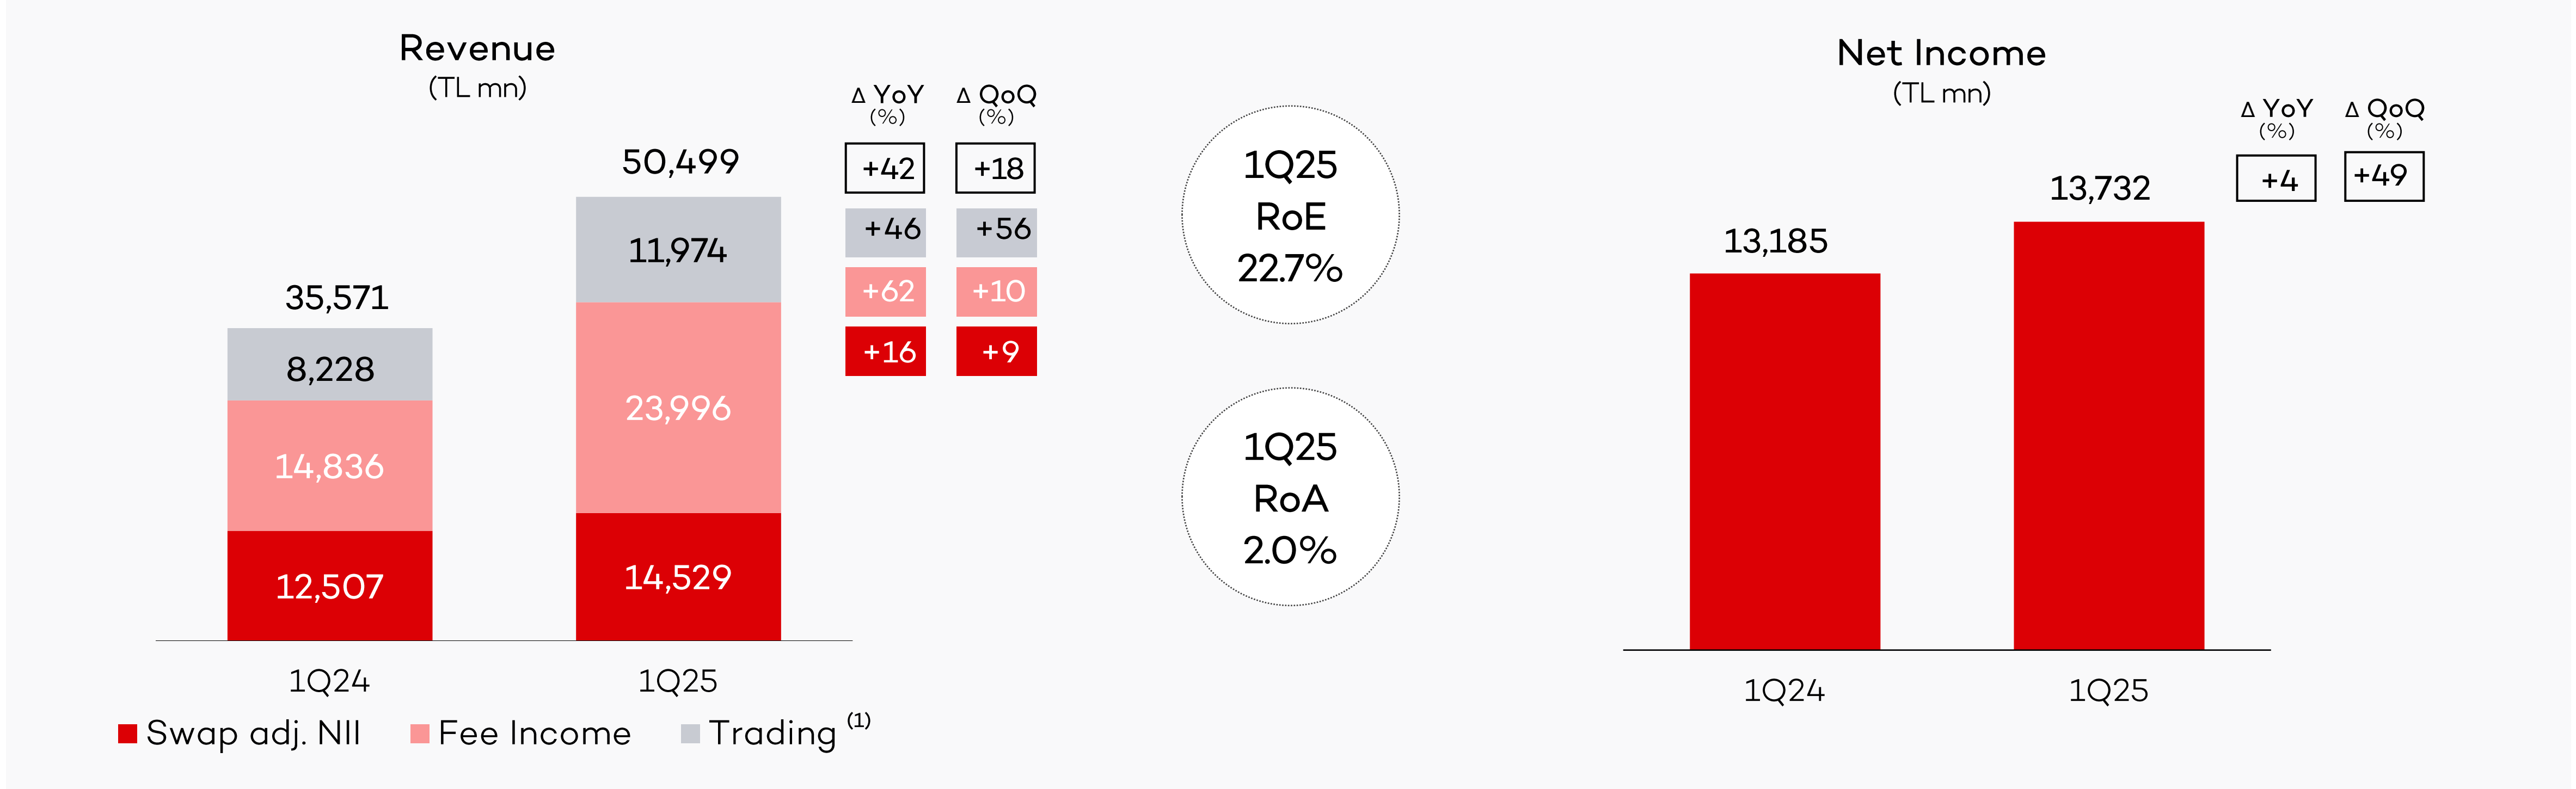 Revenue
(TL mn)
Δ YoY
(%)
Δ QoQ
(%)
35,571
8,228
14,836
12,507
1Q24
50,499
11,974
23,996
14,529
1Q25
+42
+18
+46
+56
+62
+10
+16
+9
Swap adj. NII
Fee Income
Trading (1)
1Q25
RoE
22.7%
1Q25
RoA
2.0%
Net Income
(TL mn)
Δ YoY
(%)
Δ QoQ
(%)
+4
+49
13,185
1Q24
13,732
1Q25